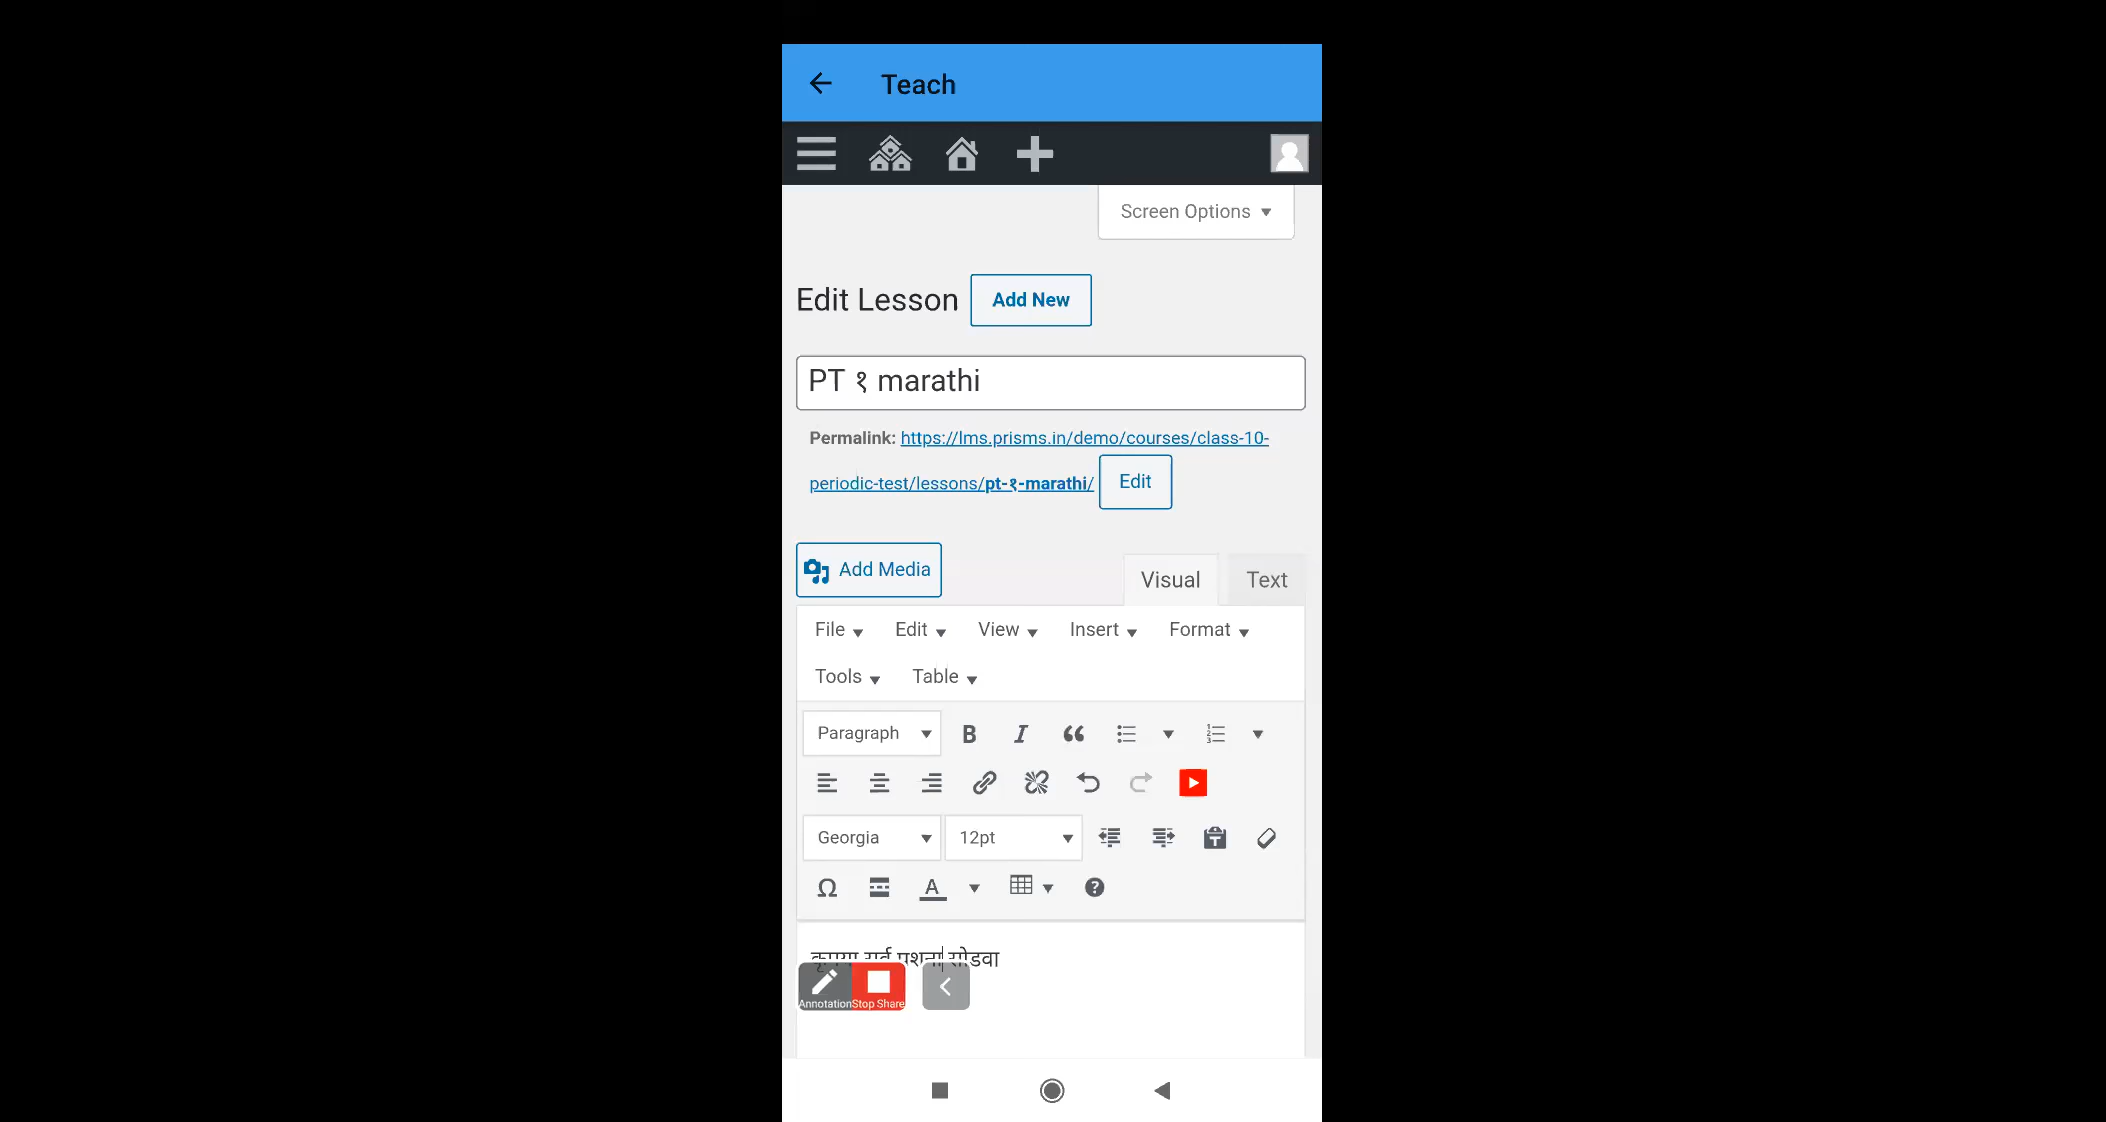 Teach
Screen Options
Edit Lesson Add New
PT १ marathi
Permalink: https://lms.prisms.in/demo/courses/class-10-
periodic-test/lessons/pt-१-marathi/ Edit
Add Media Visual Text
File Edit View Insert Format
Tools Table
Paragraph
Georgia 12pt
सोडवा
Annotation Stop Share